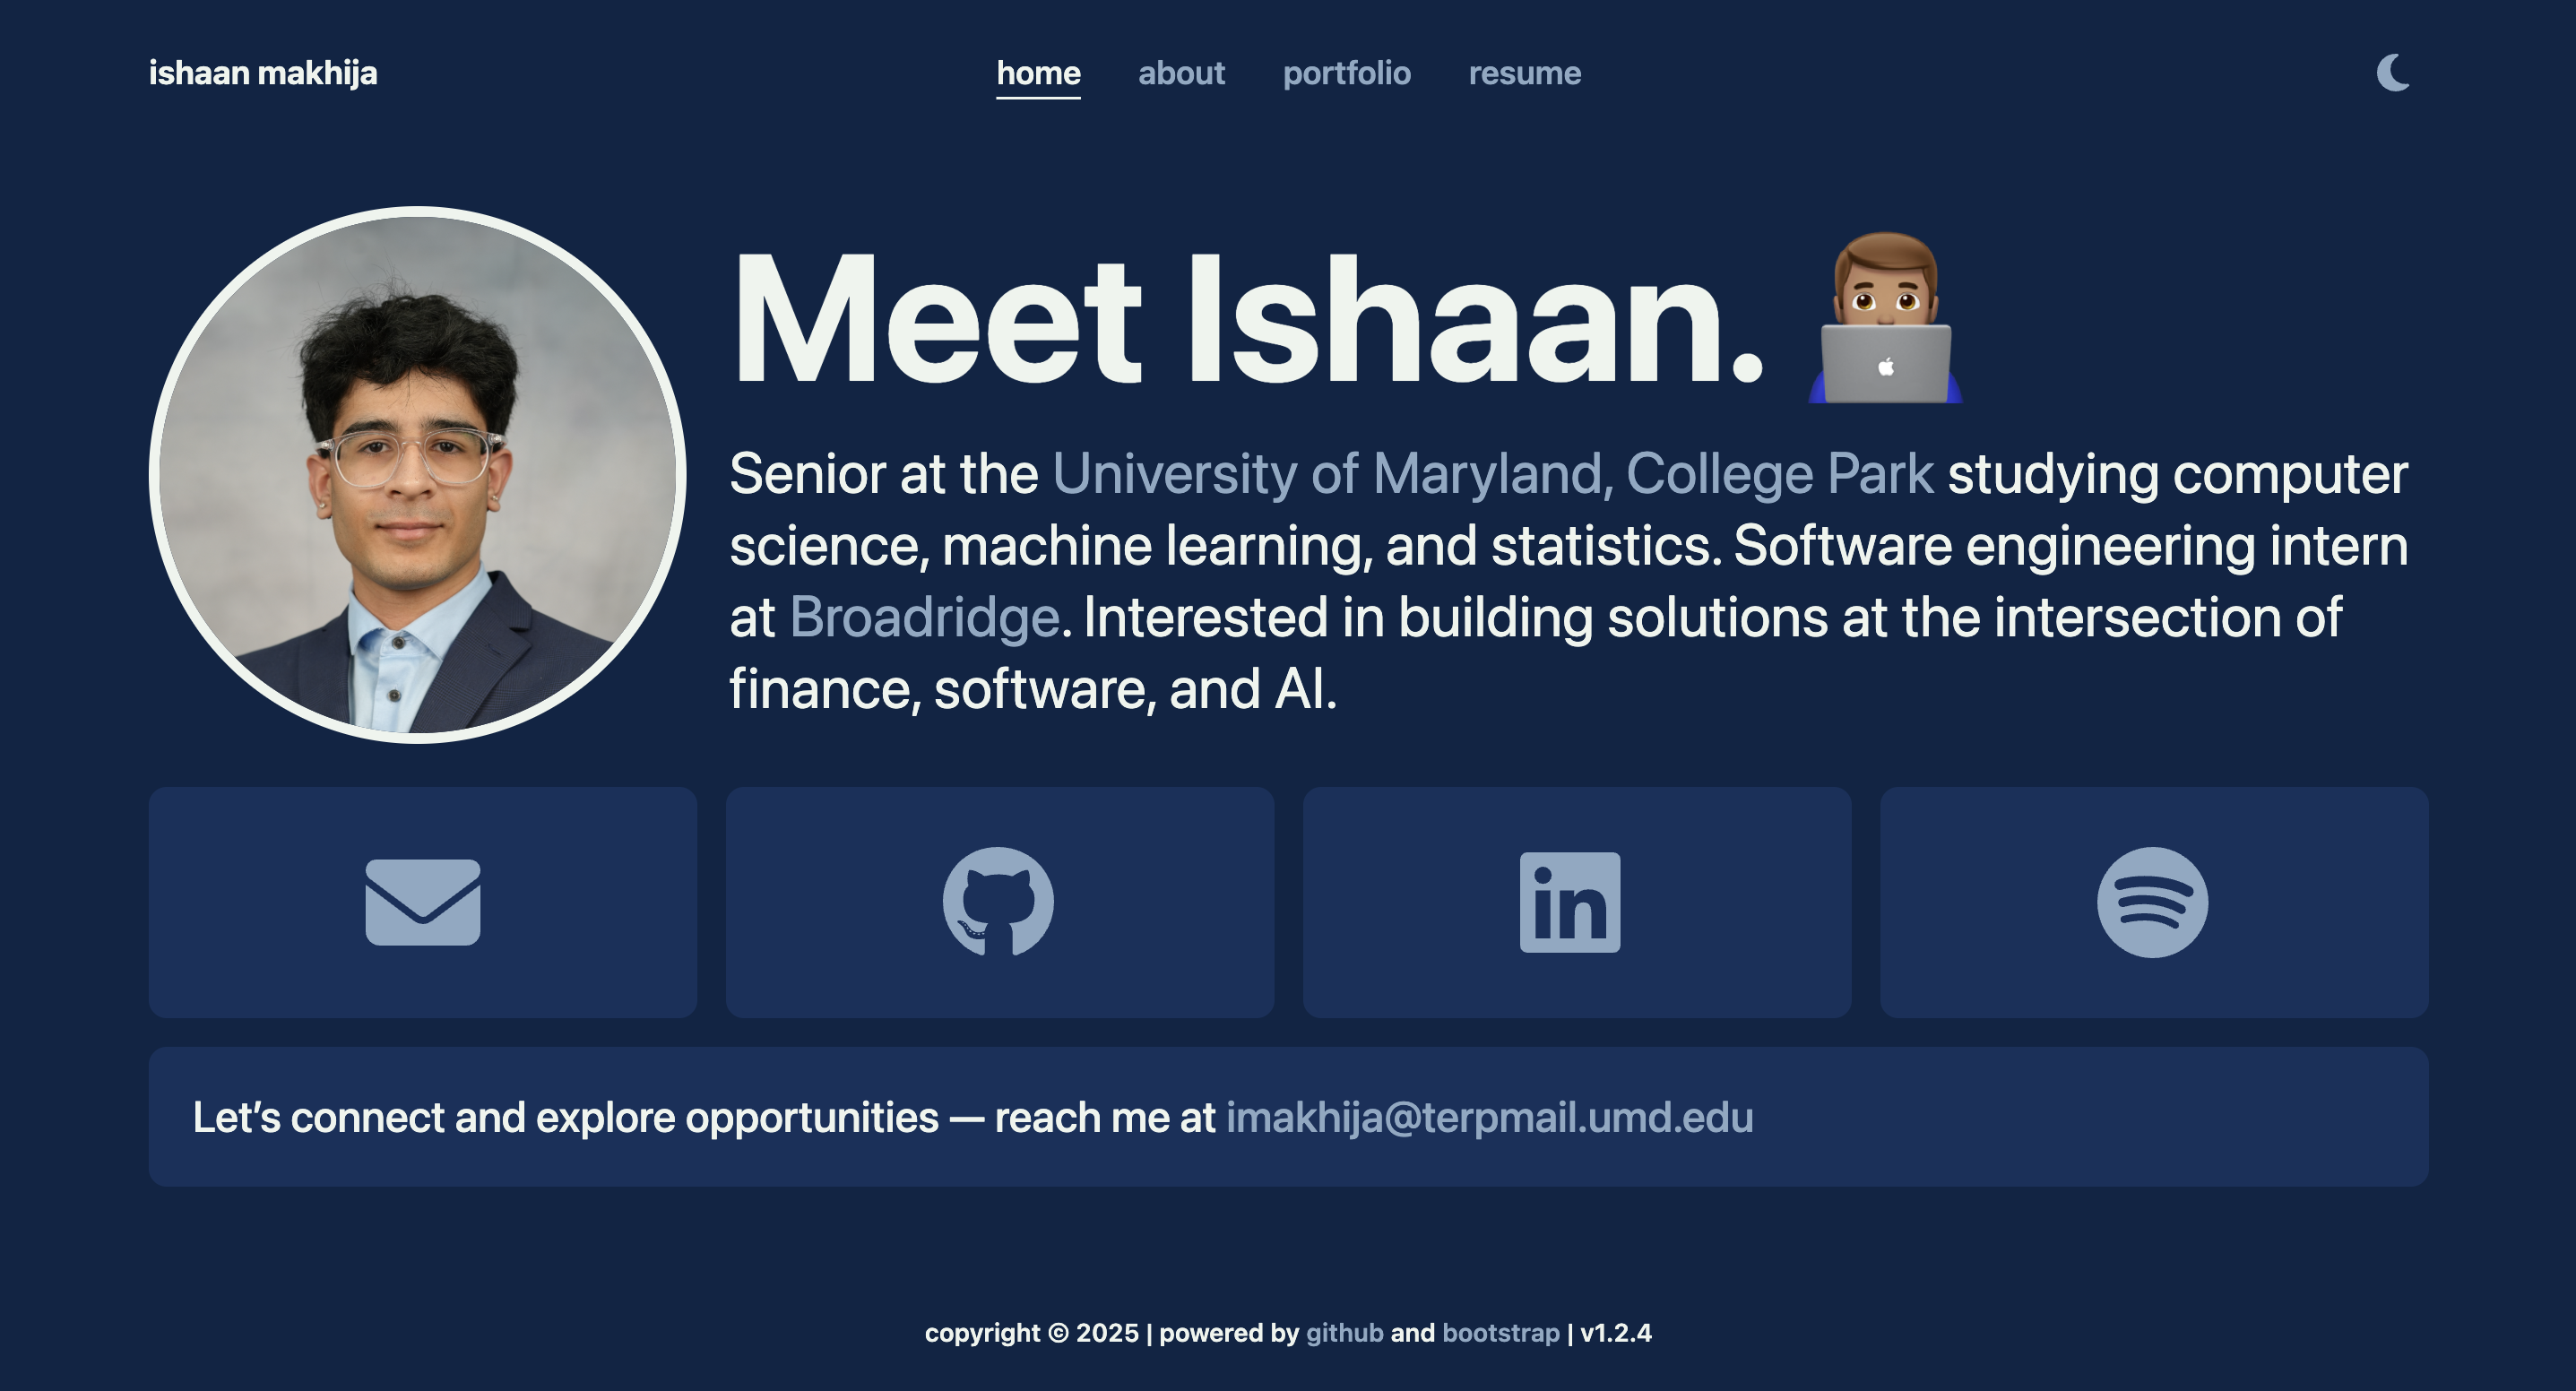 ishaan makhija
home about portfolio resume
Meet Ishaan.
Senior at the University of Maryland, College Park studying computer
science, machine learning, and statistics. Software engineering intern
at Broadridge. Interested in building solutions at the intersection of
finance, software, and AI.
in
Let’s connect and explore opportunities — reach me at imakhija@terpmail.umd.edu
copyright © 2025 | powered by github and bootstrap | v1.2.4